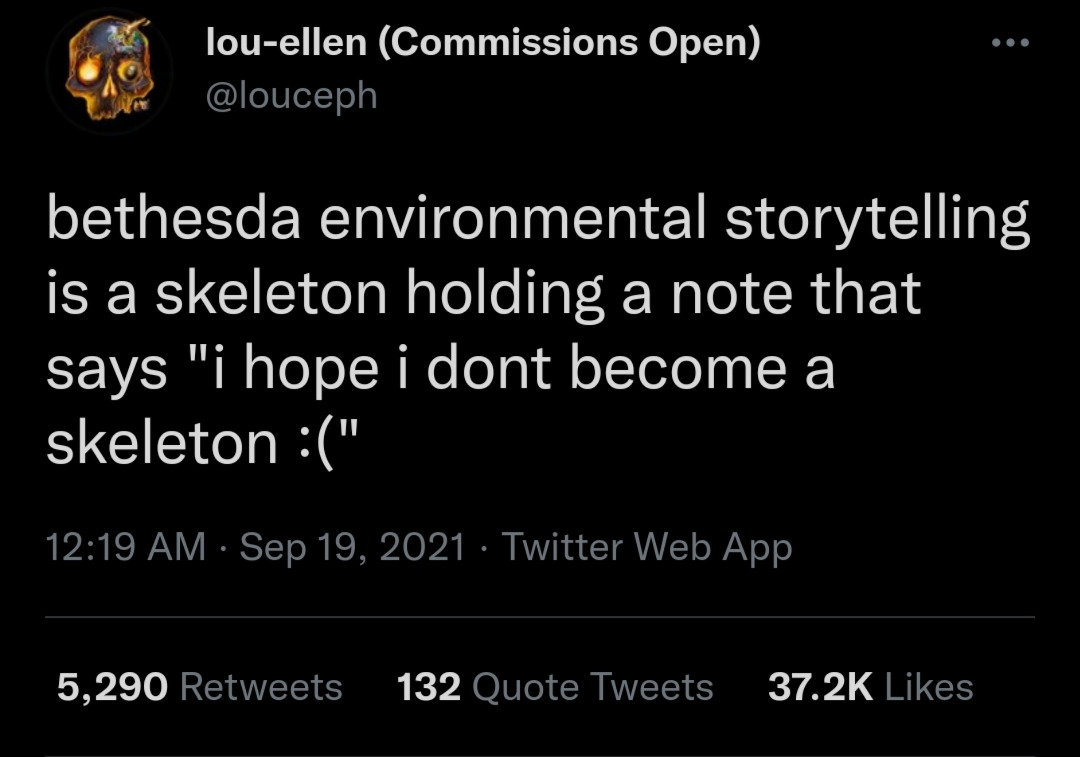 lou-ellen (Commissions Open)
@louceph
bethesda environmental storytelling
is a skeleton holding a note that
says "i hope i dont become a
skeleton :("
12:19 AM · Sep 19, 2021 · Twitter Web App
5,290 Retweets 132 Quote Tweets 37.2K Likes